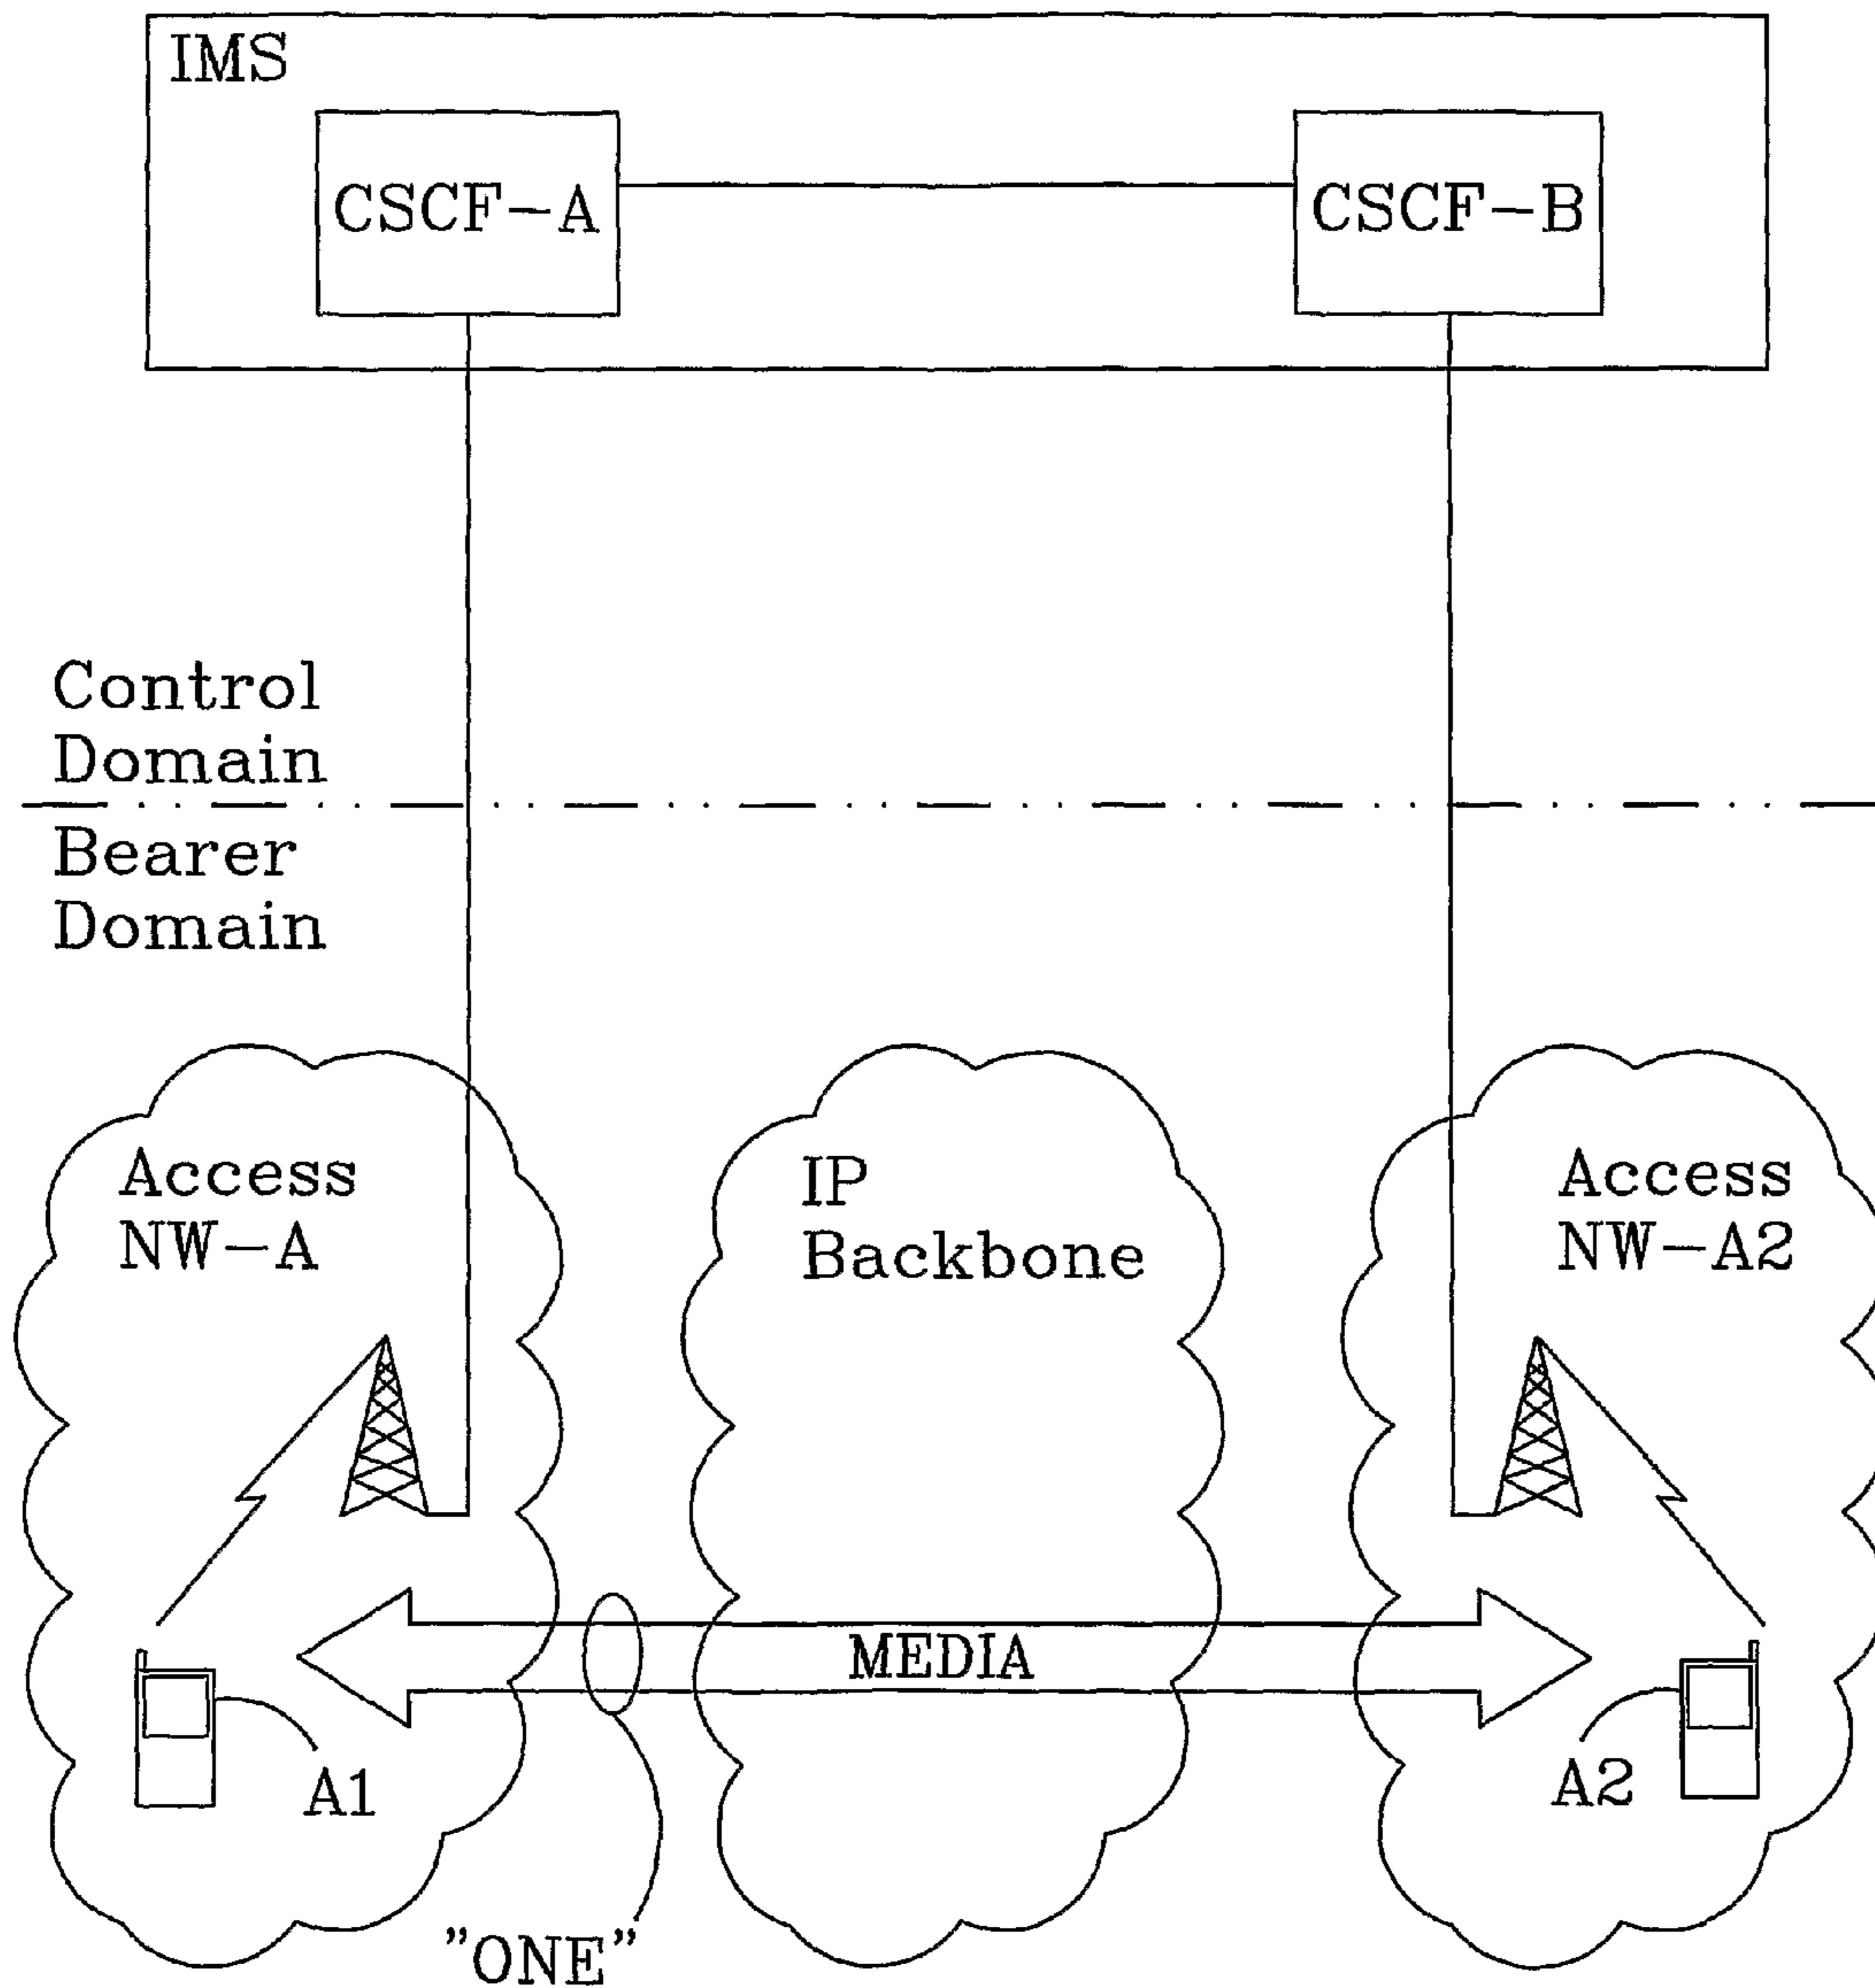 IMS
CSCF-A
CSCF-B
Control
Domain
Bearer
Domain
Access
NW-A
IP
Backbone
Access
NW-A2
MEDIA
A1
A2
"ONE"